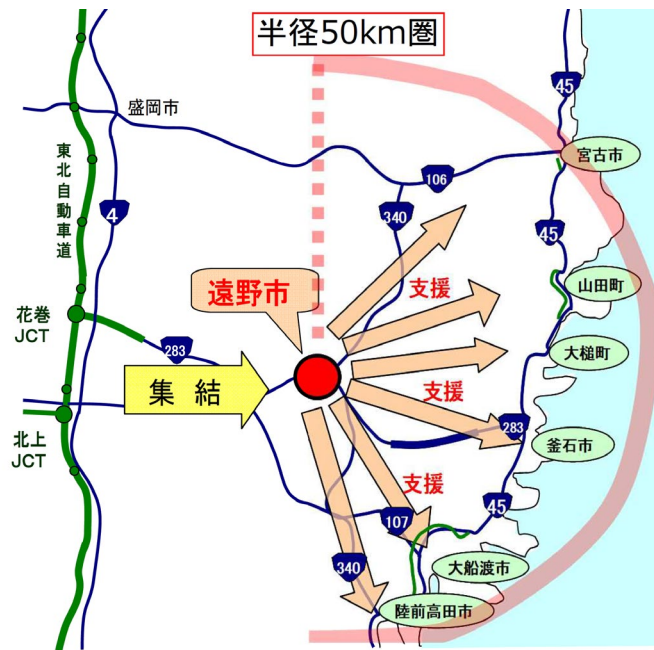 半径50km圏
45
盛岡市
宮古市
東北自動車道
106
4
340
45
支援
山田町
遠野市
花巻
JCT
283
大槌町
集結
支援
283
釜石市
北上
JCT
支援
45
107
340
大船渡市
陸前高田市